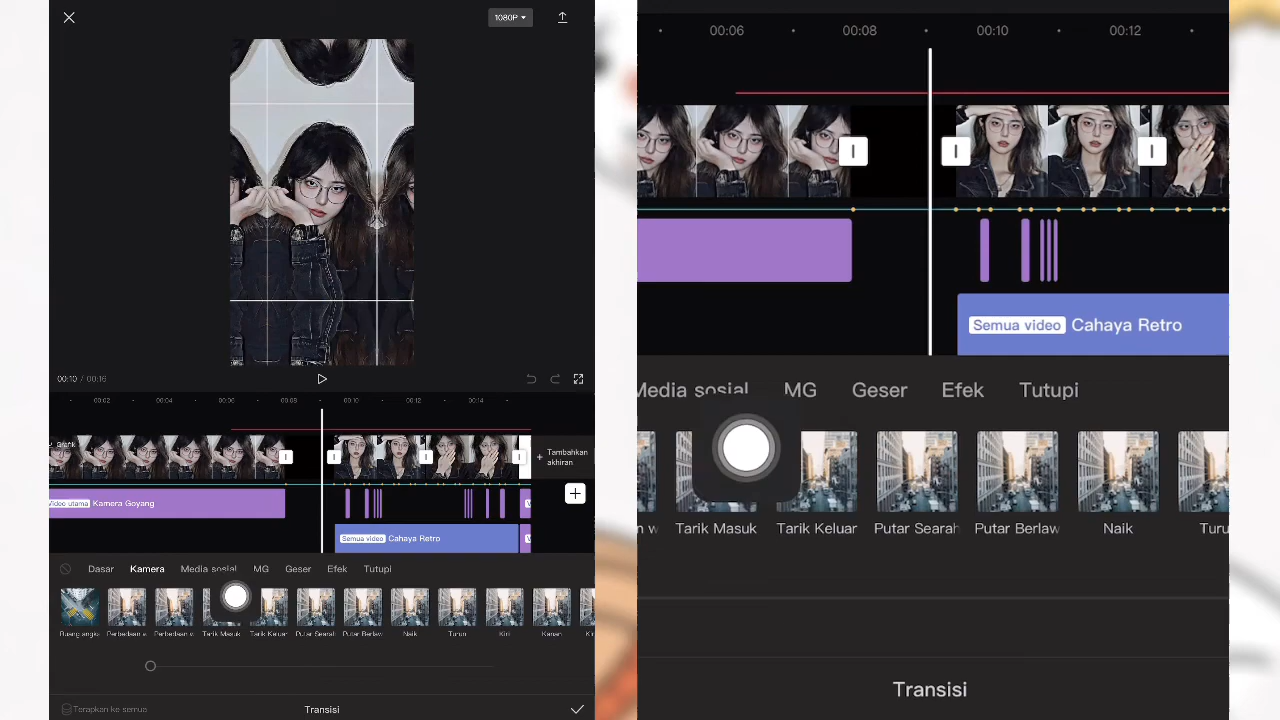 1080P
00:10 / 00:16
00:02
00:04
00:06
00:08
00:10
00:12
00:14
Grafik
Tambahkan
akhiran
Video utama Kamera Goyang
Semua video Cahaya Retro
Dasar Kamera Media sosial MG Geser Efek Tutupi
Ruang angka Perbedaan w Perbedaan w Tarik Masuk Tarik Keluar Putar Searah Putar Berlaw Naik Turun Kiri Kanan
Terapkan ke semua
Transisi
00:06
00:08
00:10
00:12
Semua video Cahaya Retro
Media sosial MG Geser Efek Tutupi
Tarik Masuk Tarik Keluar Putar Searah Putar Berlaw Naik Turu
Transisi